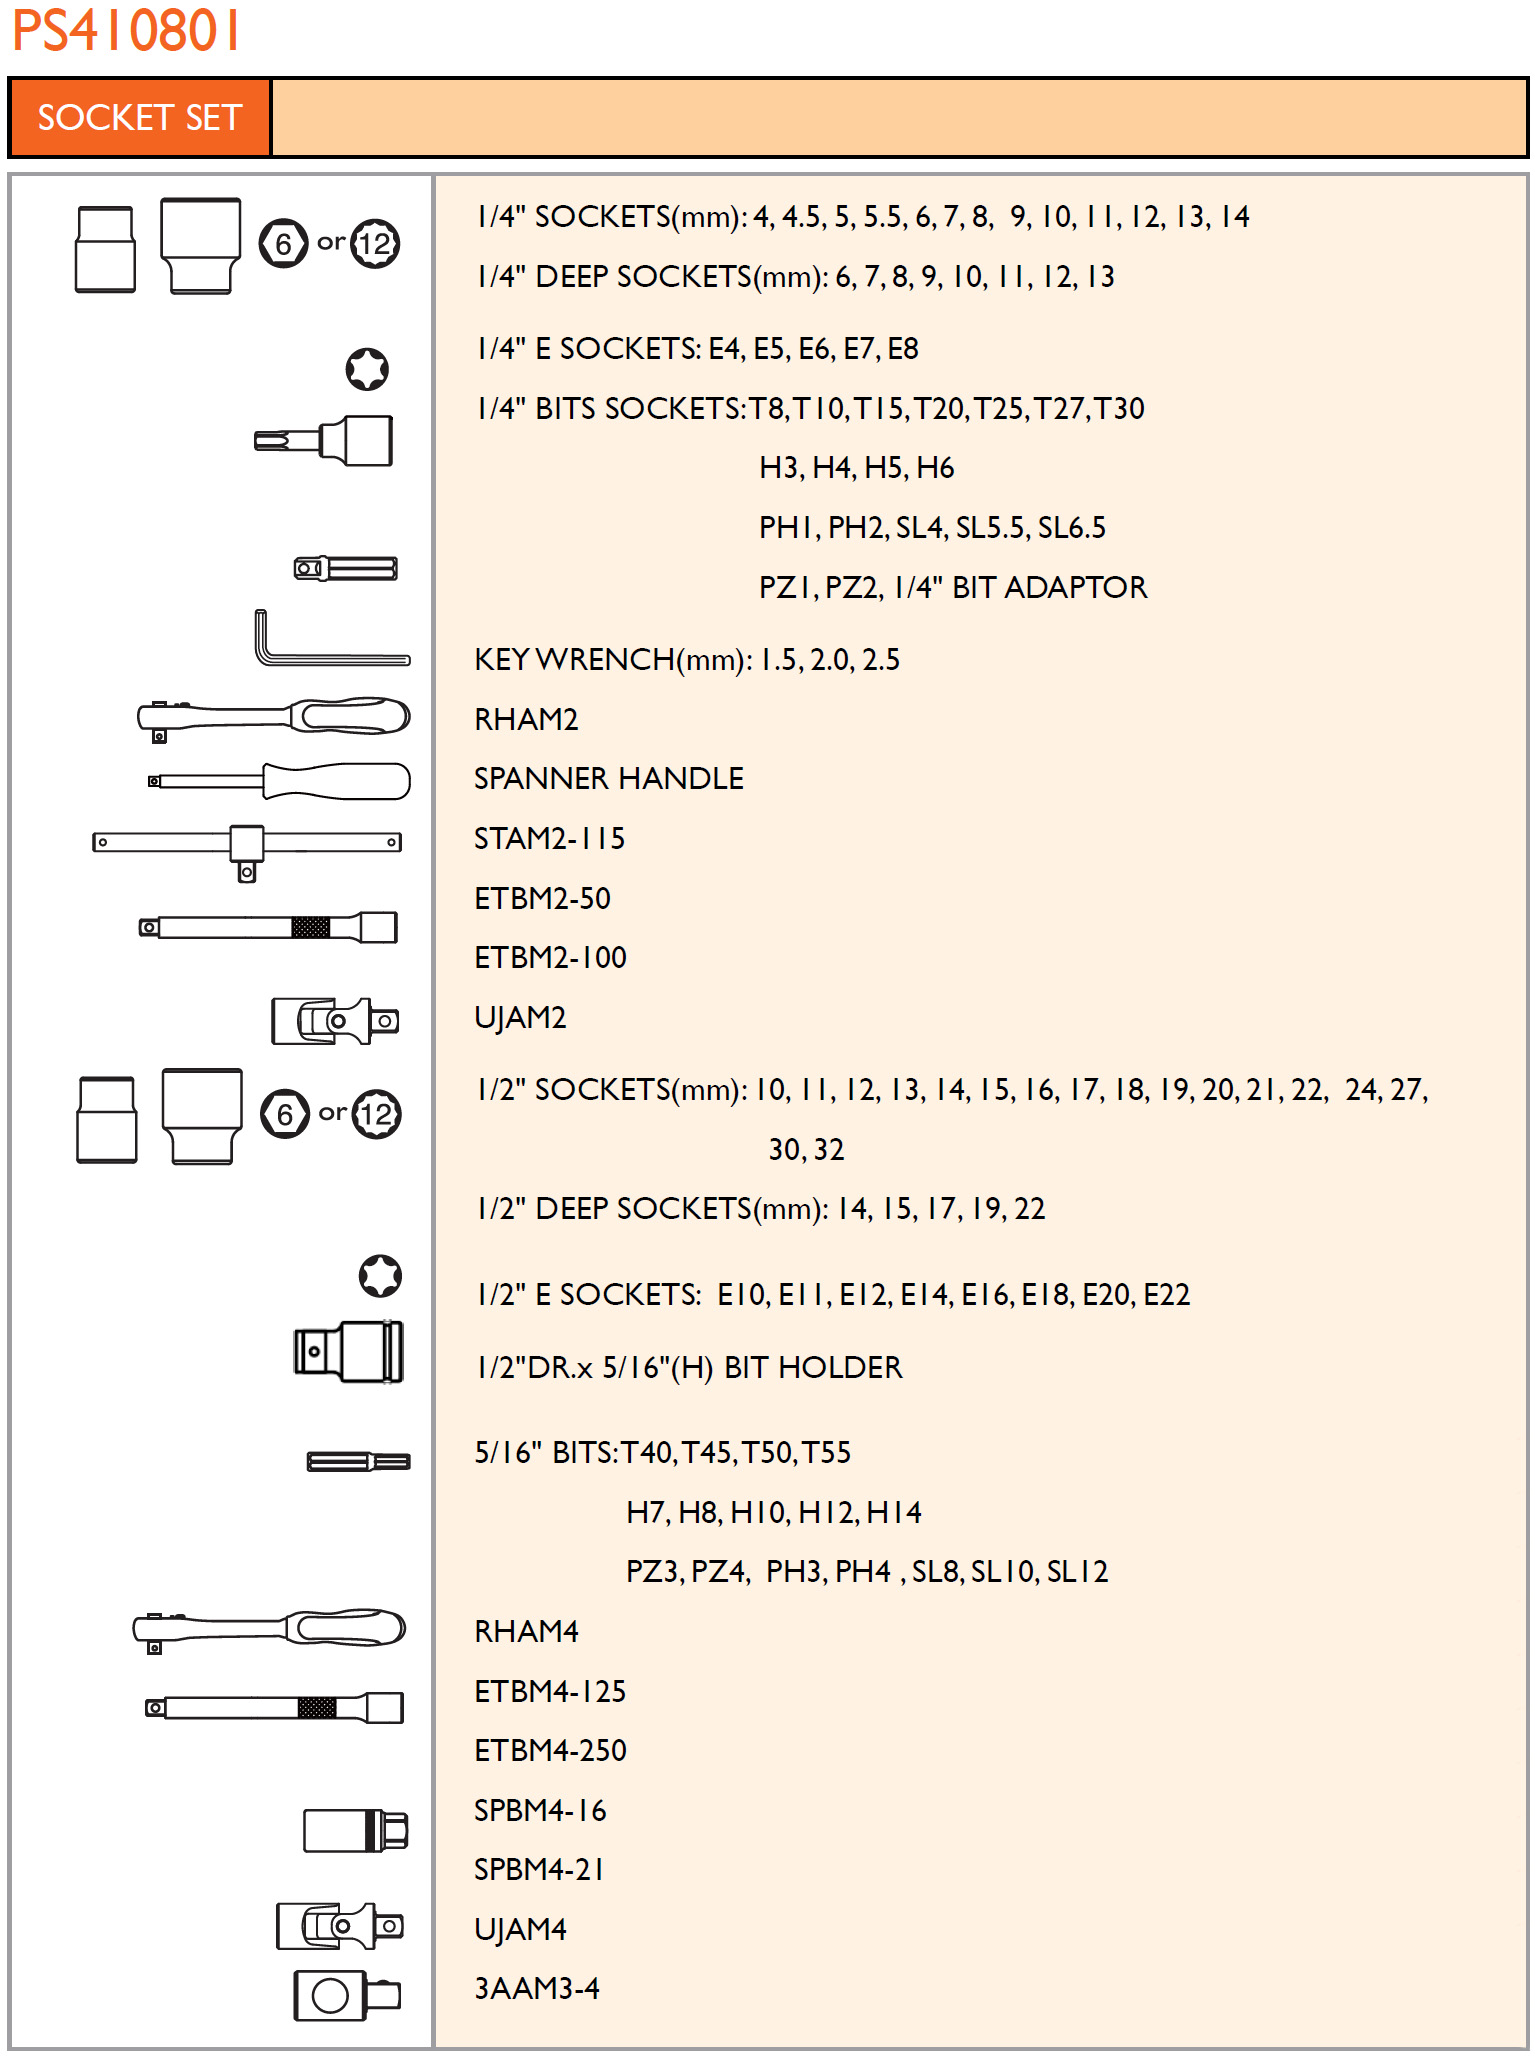 PS410801
SOCKET SET
6 or 12
1/4" SOCKETS(mm): 4, 4.5, 5, 5.5, 6, 7, 8, 9, 10, 11, 12, 13, 14
1/4" DEEP SOCKETS(mm): 6, 7, 8, 9, 10, 11, 12, 13
1/4" E SOCKETS: E4, E5, E6, E7, E8
1/4" BITS SOCKETS: T8, T10, T15, T20, T25, T27, T30
H3, H4, H5, H6
PH1, PH2, SL4, SL5.5, SL6.5
PZ1, PZ2, 1/4" BIT ADAPTOR
KEY WRENCH(mm): 1.5, 2.0, 2.5
RHAM2
SPANNER HANDLE
STAM2-115
ETBM2-50
ETBM2-100
UJAM2
6 or 12
1/2" SOCKETS(mm): 10, 11, 12, 13, 14, 15, 16, 17, 18, 19, 20, 21, 22, 24, 27,
30, 32
1/2" DEEP SOCKETS(mm): 14, 15, 17, 19, 22
1/2" E SOCKETS: E10, E11, E12, E14, E16, E18, E20, E22
1/2"DR.x 5/16"(H) BIT HOLDER
5/16" BITS: T40, T45, T50, T55
H7, H8, H10, H12, H14
PZ3, PZ4, PH3, PH4 , SL8, SL10, SL12
RHAM4
ETBM4-125
ETBM4-250
SPBM4-16
SPBM4-21
UJAM4
3AAM3-4